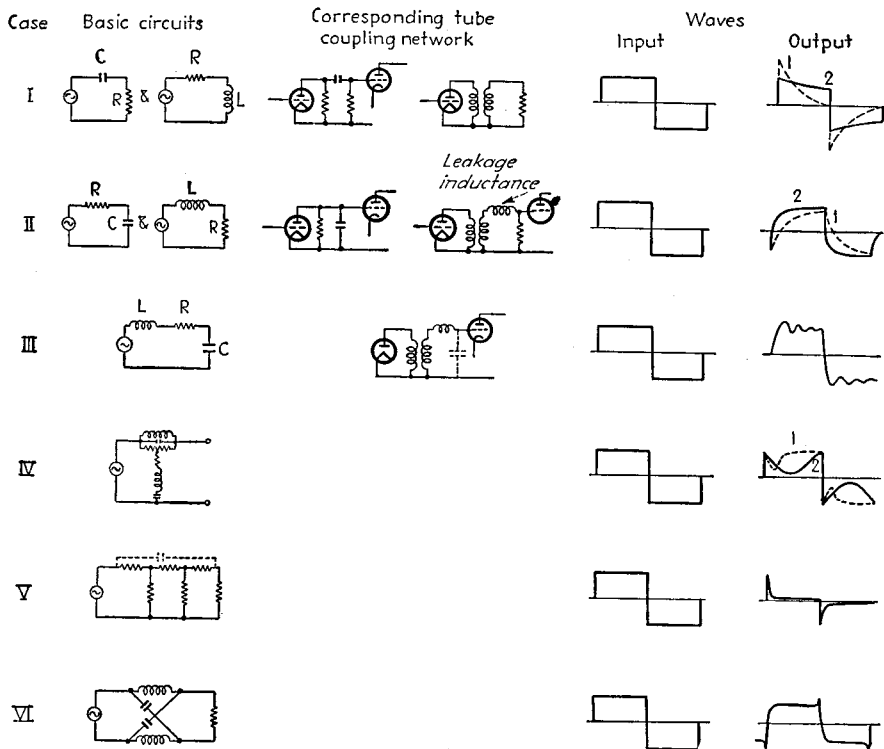 Case Basic circuits Corresponding tube coupling network Waves
Input Output
I C R & R L 1 2
II R C & L R Leakage inductance 2 1
III L R C
IV 1 2
V
VI